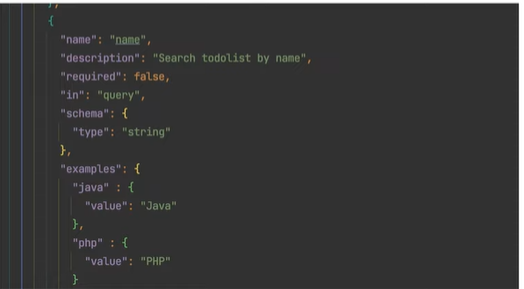 },
{
"name": "name",
"description": "Search todolist by name",
"required": false,
"in": "query",
"schema": {
"type": "string"
},
"examples": {
"java" : {
"value": "Java"
},
"php" : {
"value": "PHP"
}